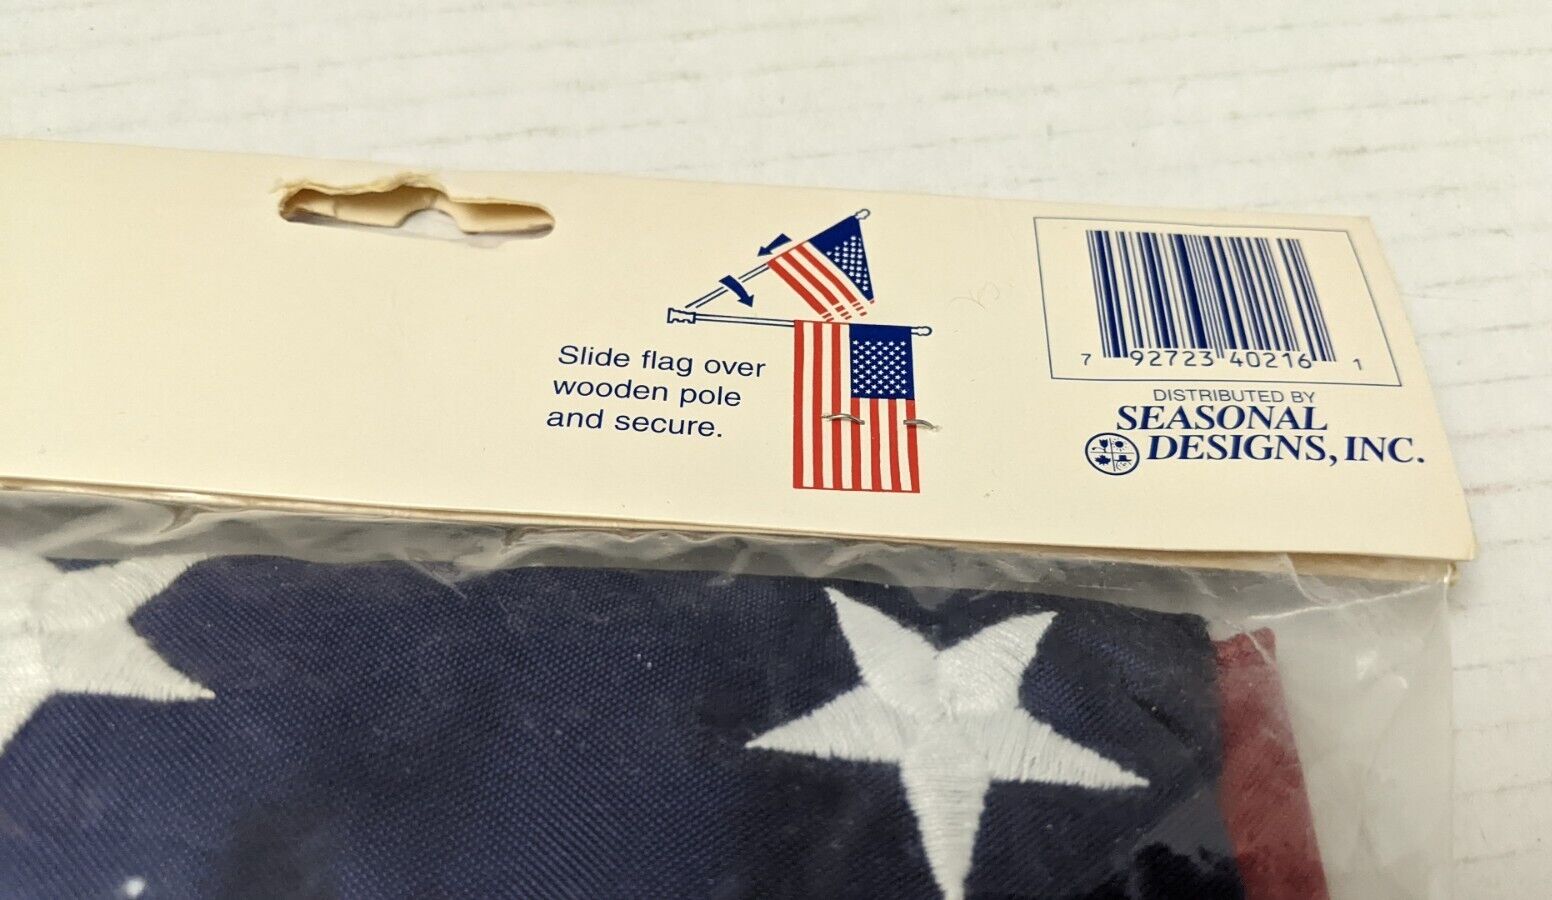 Slide flag over
wooden pole
and secure.
7 92723 40216 1
DISTRIBUTED BY
SEASONAL
DESIGNS, INC.